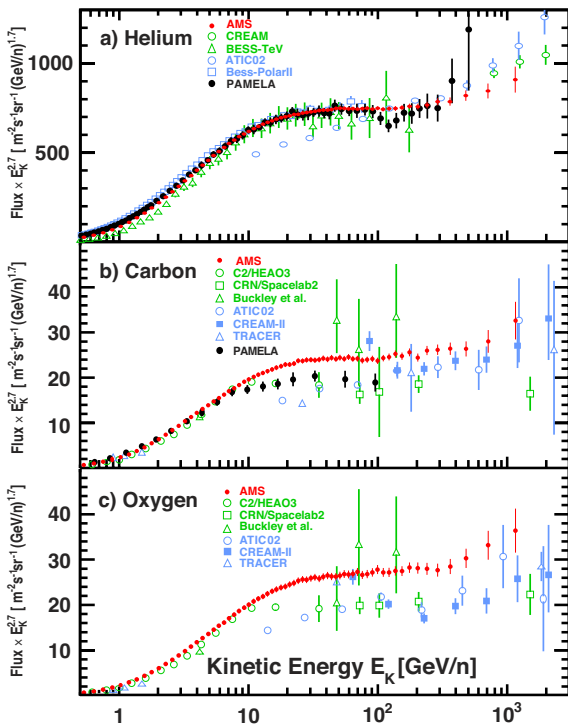 a) Helium
AMS
CREAM
BESS-TeV
ATIC02
Bess-PolarII
PAMELA
1000
500
Flux × E_K^2.7 [ m⁻²s⁻¹sr⁻¹ (GeV/n)^1.7]
b) Carbon
AMS
C2/HEAO3
CRN/Spacelab2
Buckley et al.
ATIC02
CREAM-II
TRACER
PAMELA
40
30
20
10
Flux × E_K^2.7 [ m⁻²s⁻¹sr⁻¹ (GeV/n)^1.7]
c) Oxygen
AMS
C2/HEAO3
CRN/Spacelab2
Buckley et al.
ATIC02
CREAM-II
TRACER
40
30
20
10
Flux × E_K^2.7 [ m⁻²s⁻¹sr⁻¹ (GeV/n)^1.7]
Kinetic Energy E_K [GeV/n]
1 10 10² 10³